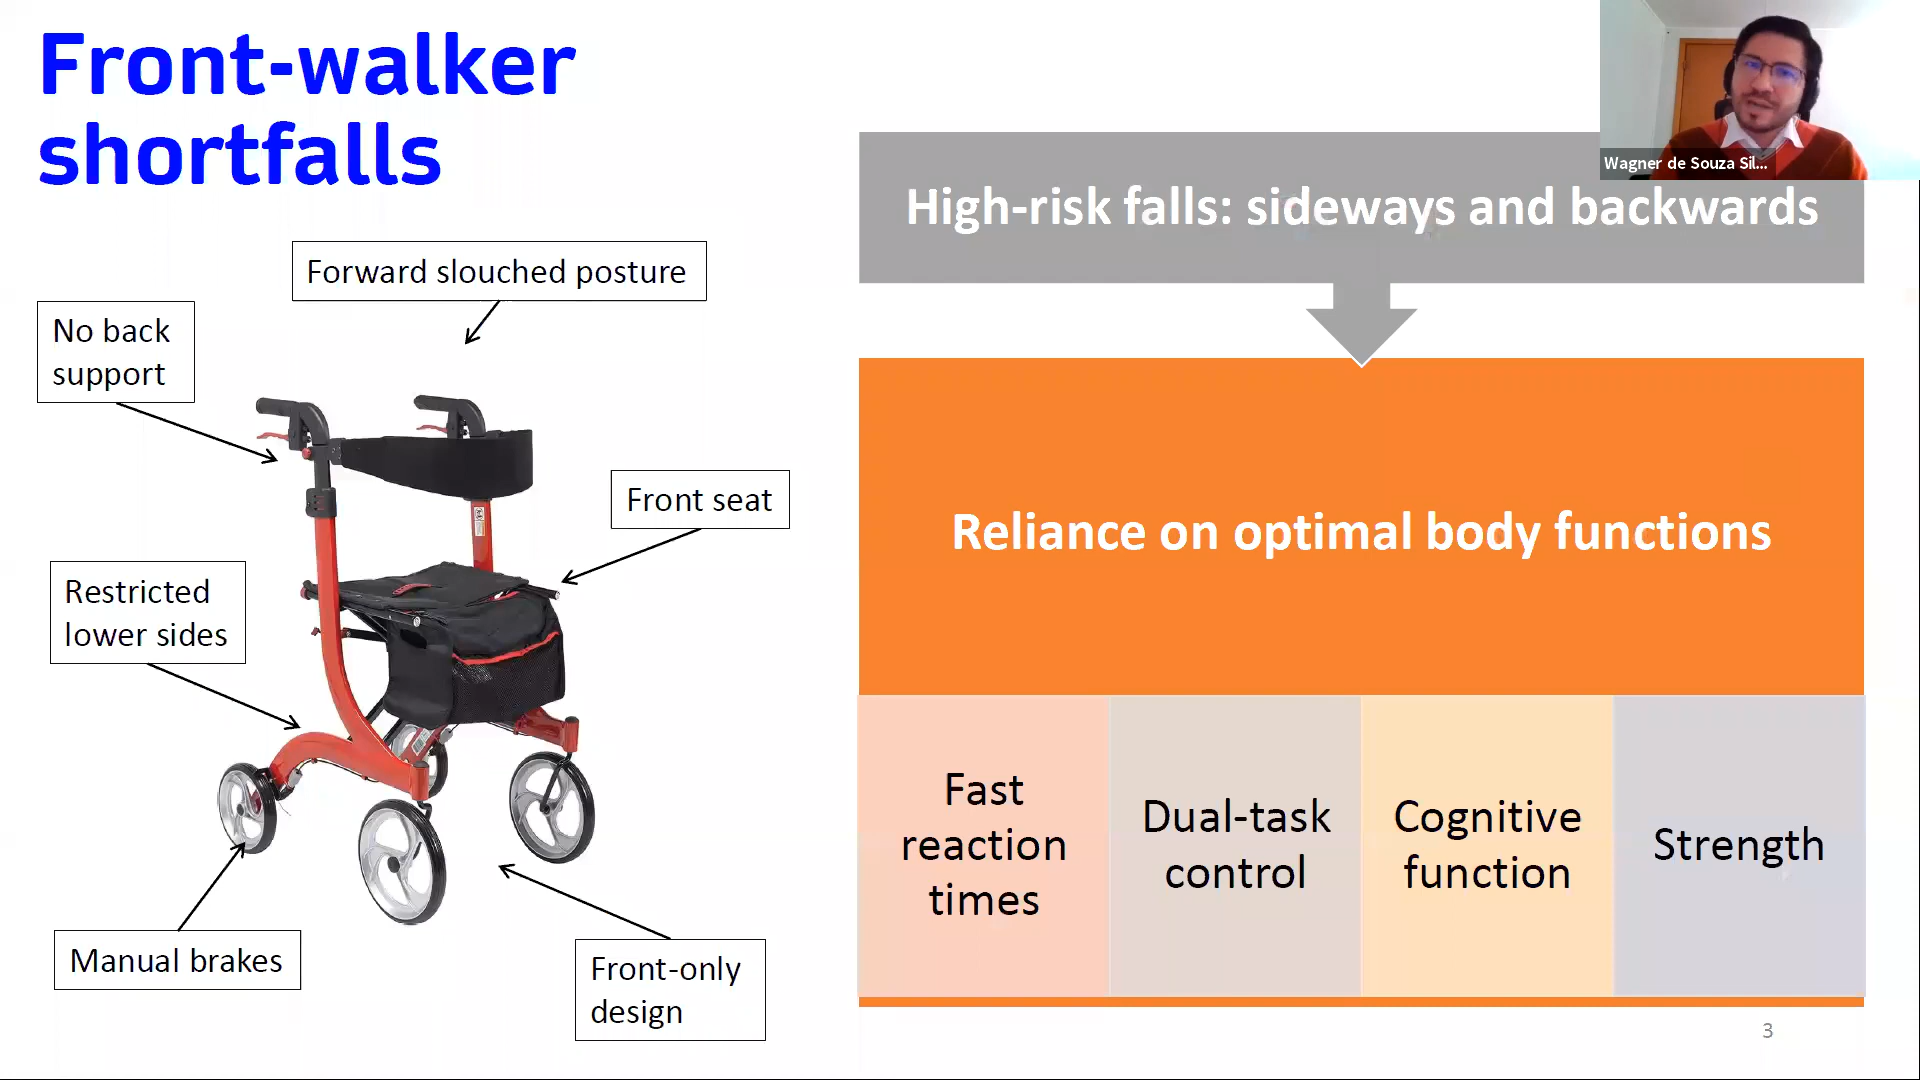 Front-walker
shortfalls
Wagner de Souza Sil...
High-risk falls: sideways and backwards
Forward slouched posture
No back
support
Front seat
Restricted
lower sides
Manual brakes
Front-only
design
Reliance on optimal body functions
Fast
reaction
times
Dual-task
control
Cognitive
function
Strength
3